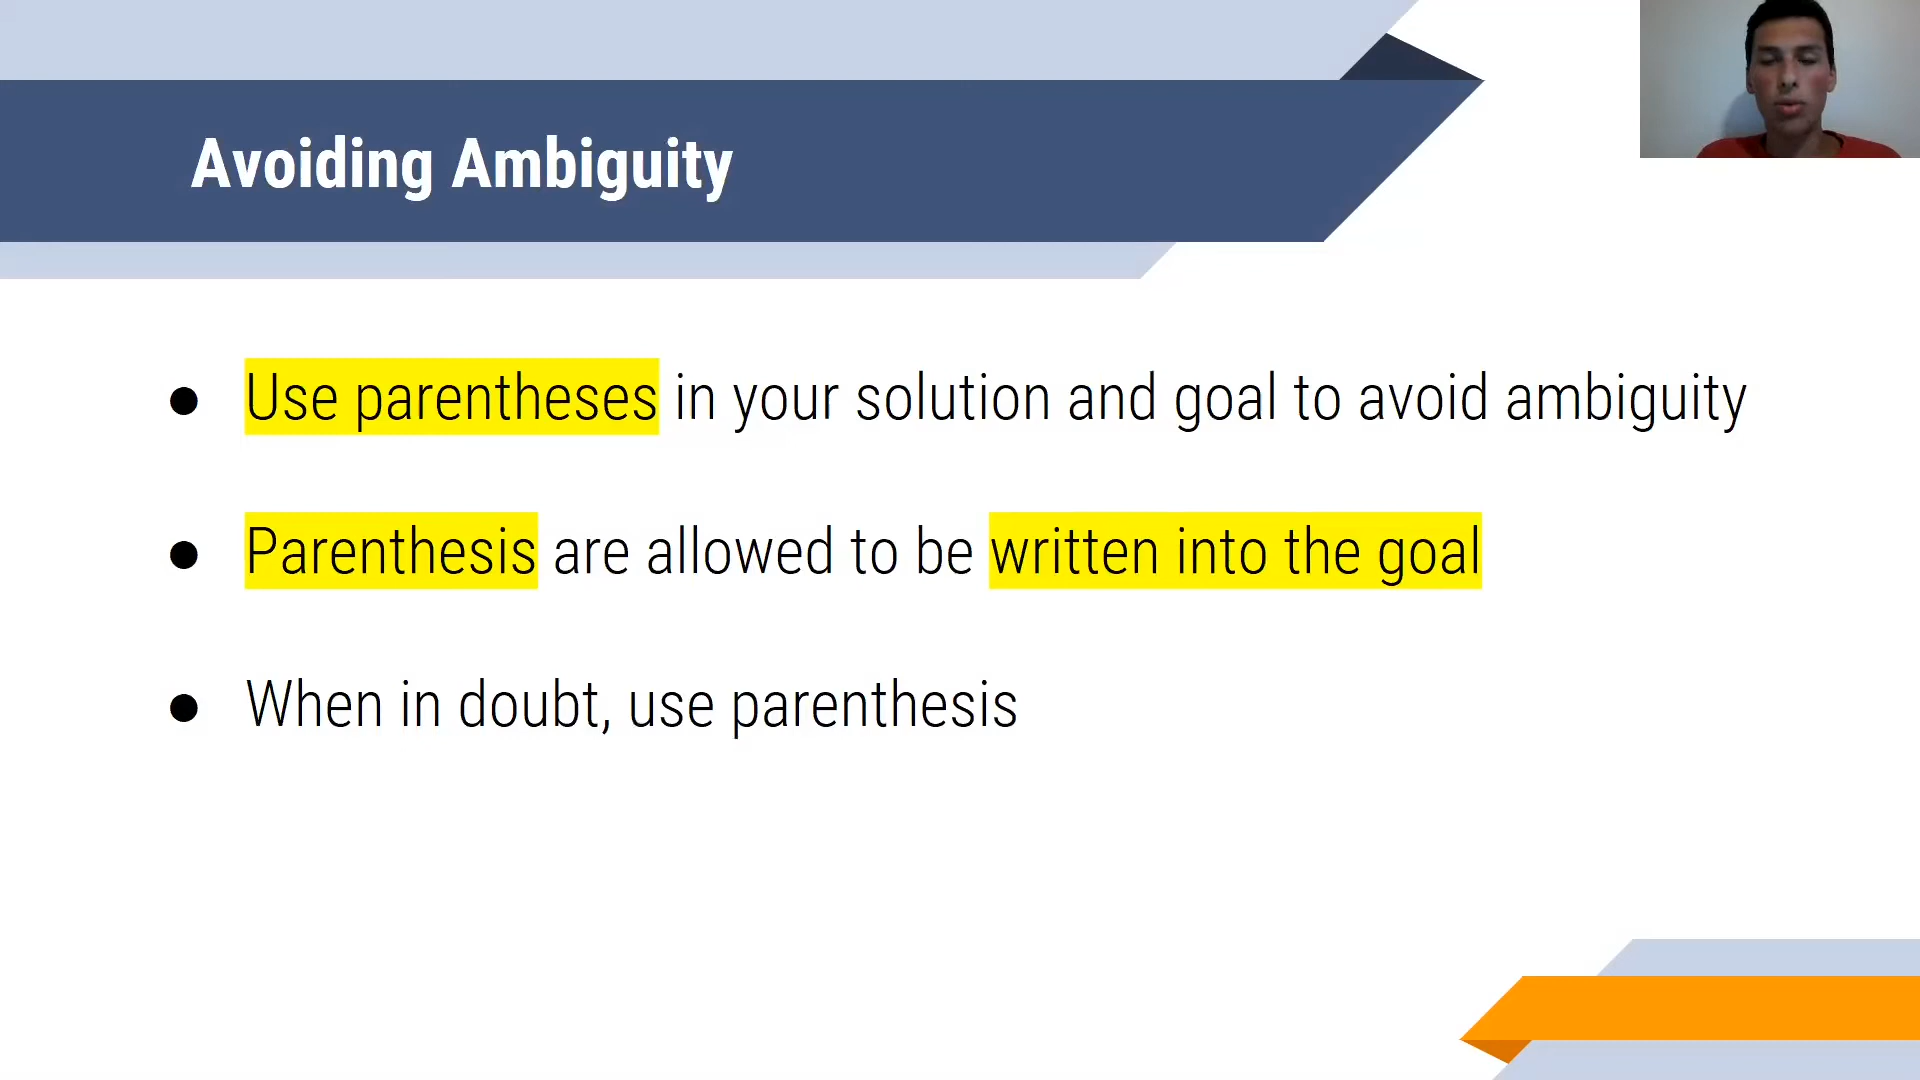 Avoiding Ambiguity
● Use parentheses in your solution and goal to avoid ambiguity
● Parenthesis are allowed to be written into the goal
● When in doubt, use parenthesis